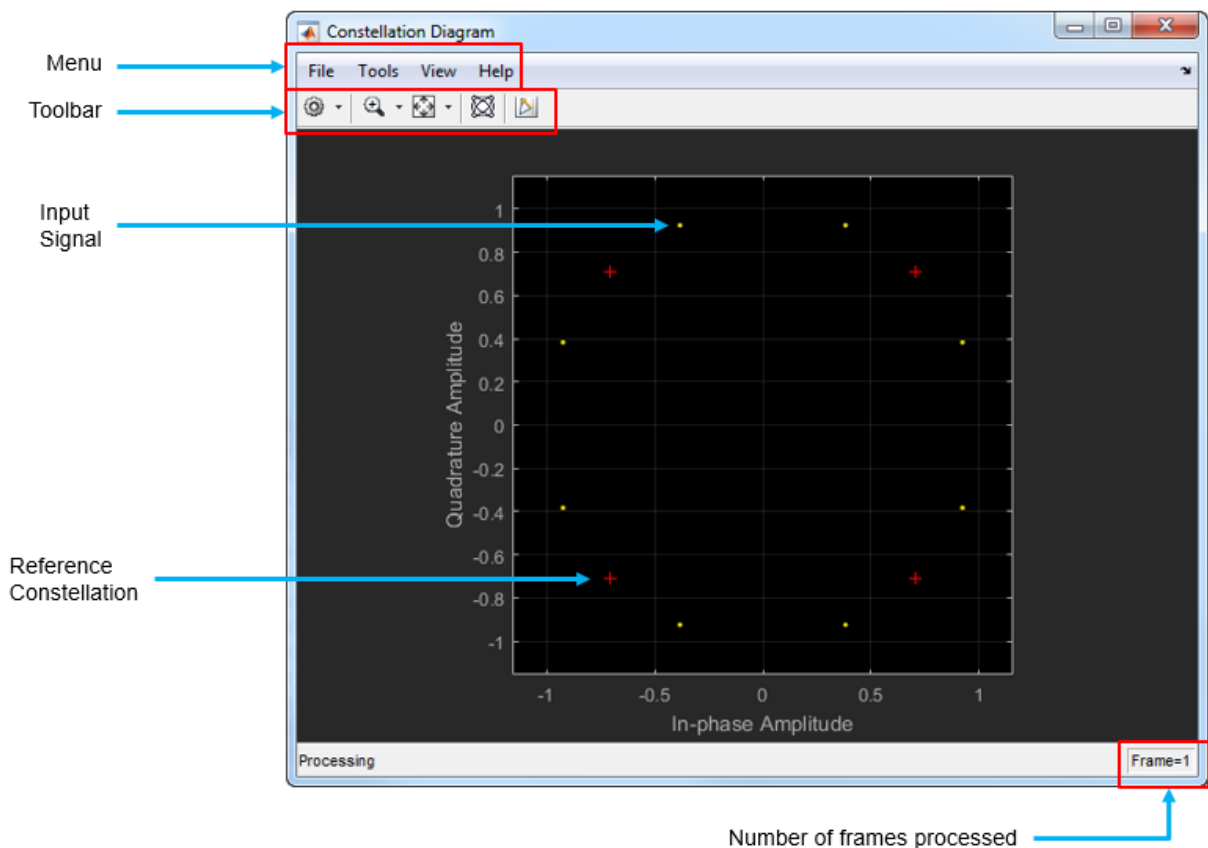 Constellation Diagram
Menu
File Tools View Help
Toolbar
Input
Signal
1
0.8
0.6
0.4
0.2
0
-0.2
-0.4
-0.6
-0.8
-1
Quadrature Amplitude
Reference
Constellation
-1 -0.5 0 0.5 1
In-phase Amplitude
Processing
Frame=1
Number of frames processed